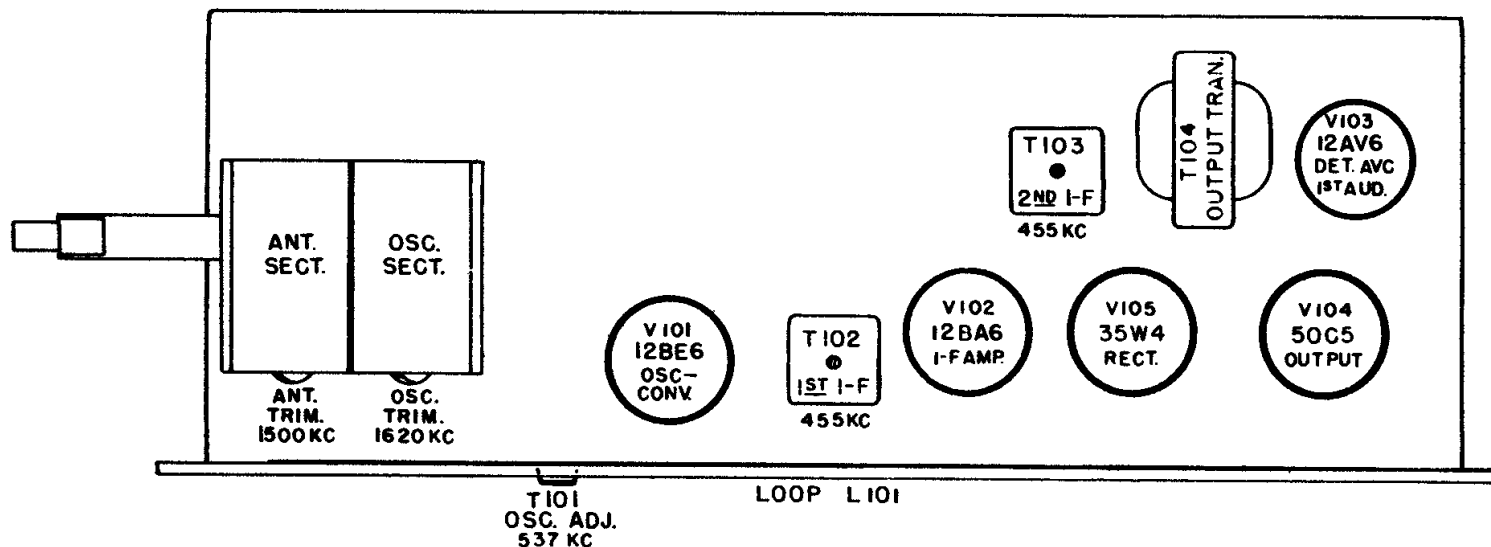 ANT.
SECT.
OSC.
SECT.
ANT.
TRIM.
1500KC
OSC.
TRIM.
1620KC
V101
12BE6
OSC-
CONV.
T102
1ST I-F
455KC
V102
12BA6
I-F AMP.
T103
2ND I-F
455KC
T104
OUTPUT TRAN.
V103
12AV6
DET. AVC
1ST AUD.
V105
35W4
RECT.
V104
50C5
OUTPUT
T101
OSC. ADJ.
537 KC
LOOP L101